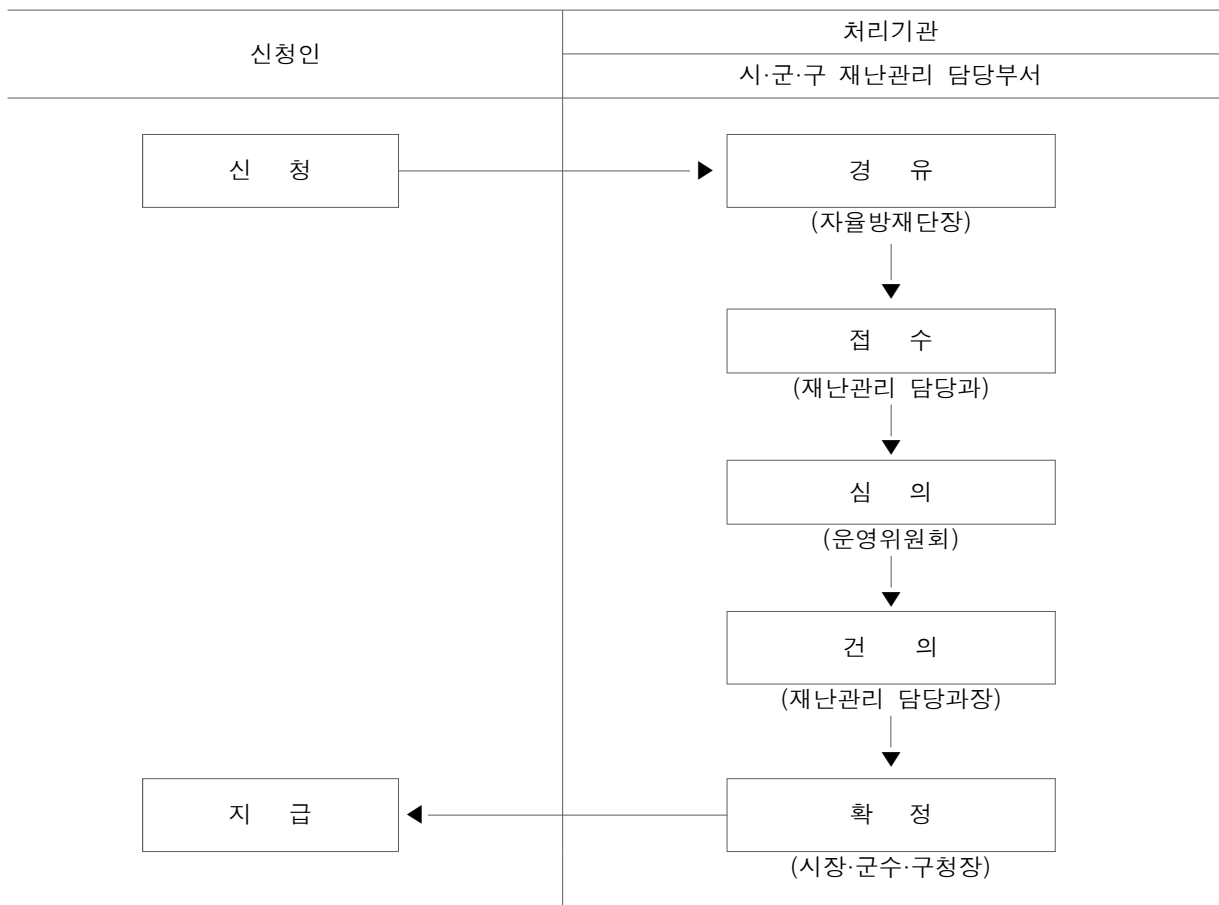 신청인
처리기관
시·군·구 재난관리 담당부서
신 청
경 유
(자율방재단장)
접 수
(재난관리 담당과)
심 의
(운영위원회)
건 의
(재난관리 담당과장)
지 급
확 정
(시장·군수·구청장)